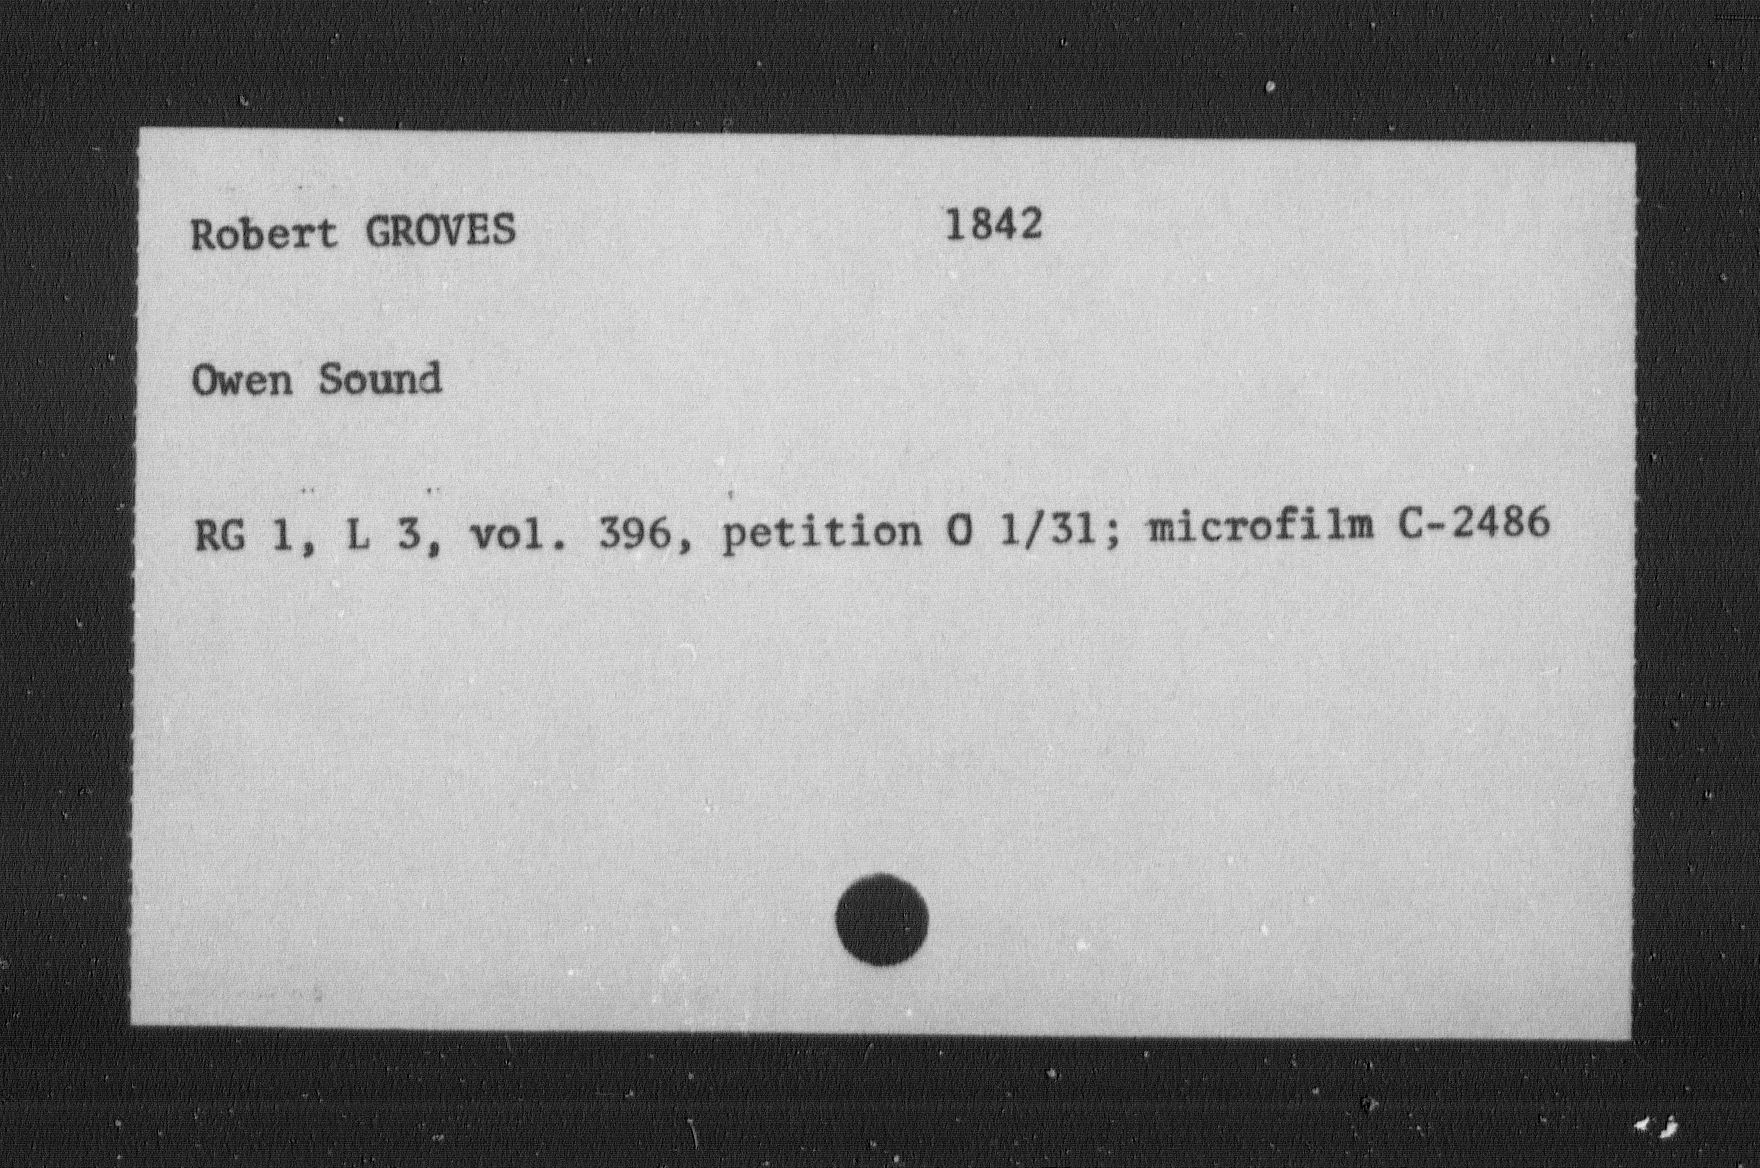 Robert GROVES 1842
Owen Sound
RG 1, L 3, vol. 396, petition O 1/31; microfilm C-2486